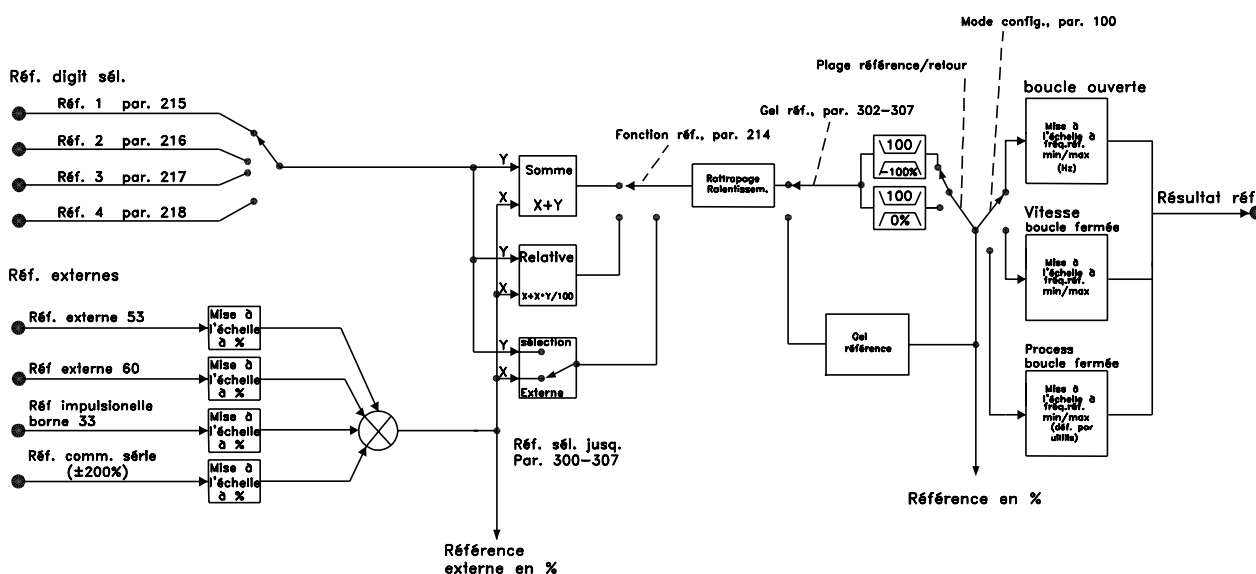 Mode config., par. 100
Plage référence/retour
Réf. digit sél.
boucle ouverte
Réf. 1 par. 215
Gel réf., par. 302-307
Fonction réf., par. 214
Réf. 2 par. 216
Réf. 3 par. 217
Réf. 4 par. 218
Y
Somme
X
X+Y
Rattrapage
Ralentissem.
100
-100%
100
0%
Mise à
l'échelle à
fréq.réf.
min/max
(Hz)
Résultat réf
Vitesse
boucle fermée
Mise à
l'échelle à
fréq.réf.
min/max
Réf. externes
Y
Relative
X
X+X*Y/100
Réf. externe 53
Mise à
l'échelle
à %
Y
sélection
X
Externe
Gel
référence
Process
boucle fermée
Mise à
l'échelle à
fréq.réf.
min/max
(déf. par
utilis)
Réf externe 60
Mise à
l'échelle
à %
Réf impulsionelle
borne 33
Mise à
l'échelle
à %
Réf. comm. série
(±200%)
Mise à
l'échelle
à %
Réf. sél. jusq.
Par. 300-307
Référence en %
Référence
externe en %